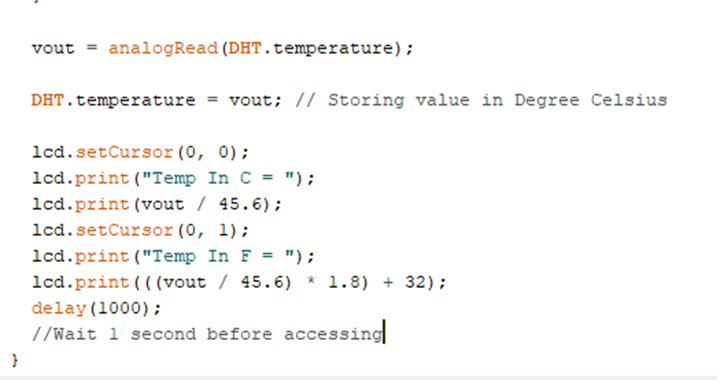 vout = analogRead(DHT.temperature);
DHT.temperature = vout; // Storing value in Degree Celsius
lcd.setCursor(0, 0);
lcd.print("Temp In C = ");
lcd.print(vout / 45.6);
lcd.setCursor(0, 1);
lcd.print("Temp In F = ");
lcd.print(((vout / 45.6) * 1.8) + 32);
delay(1000);
//Wait 1 second before accessing
}